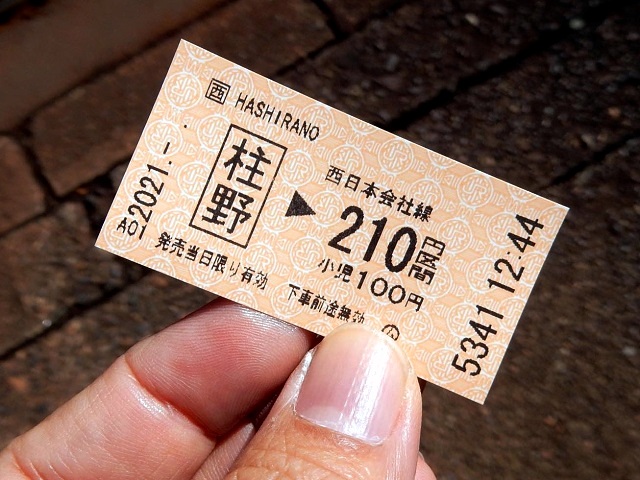 西 HASHIRANO
柱野
▶
西日本会社線
210円区間
小児100円
2021.-.
A01
発売当日限り有効 下車前途無効
5341 12:44